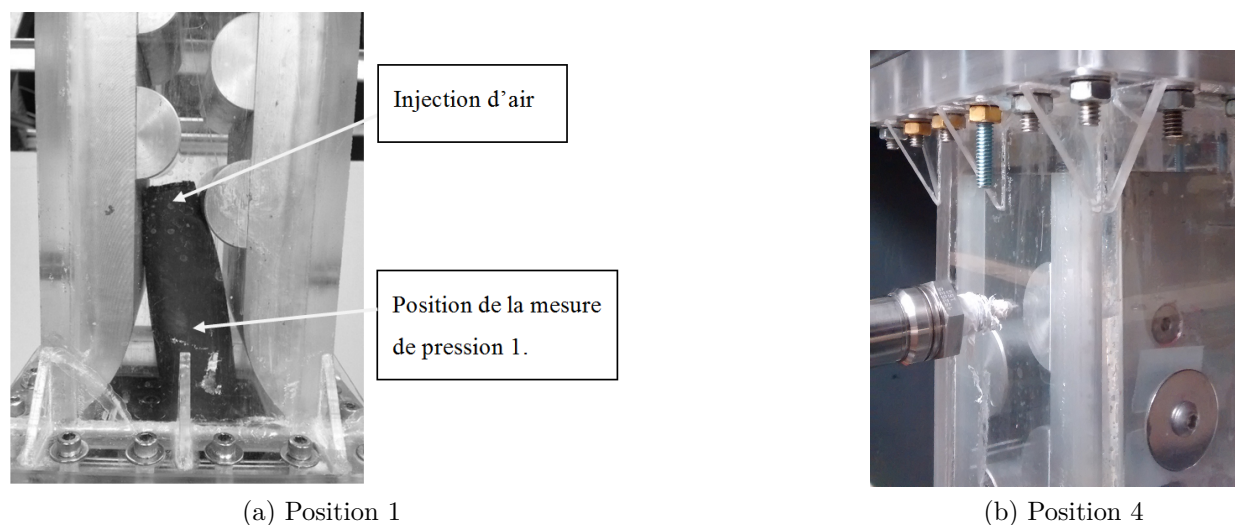 Injection d’air
Position de la mesure
de pression 1.
(a) Position 1
(b) Position 4